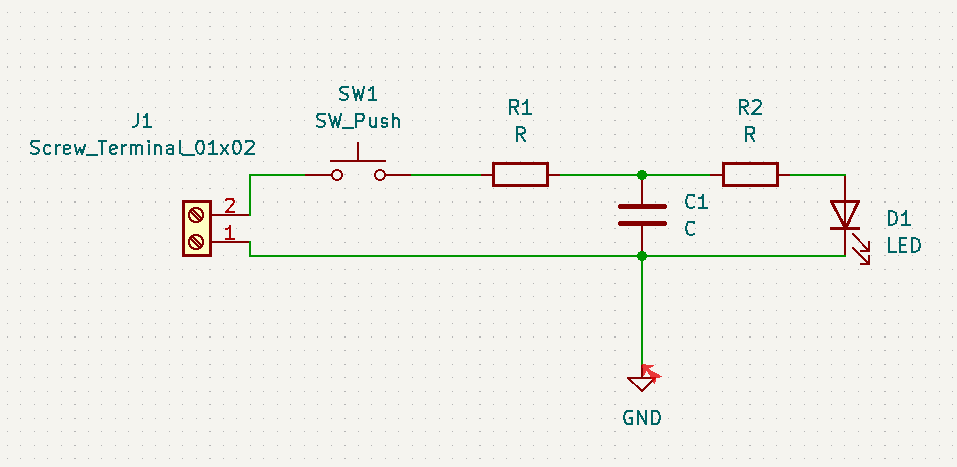 SW1
SW_Push
J1
Screw_Terminal_01x02
2
1
R1
R
R2
R
C1
C
D1
LED
GND